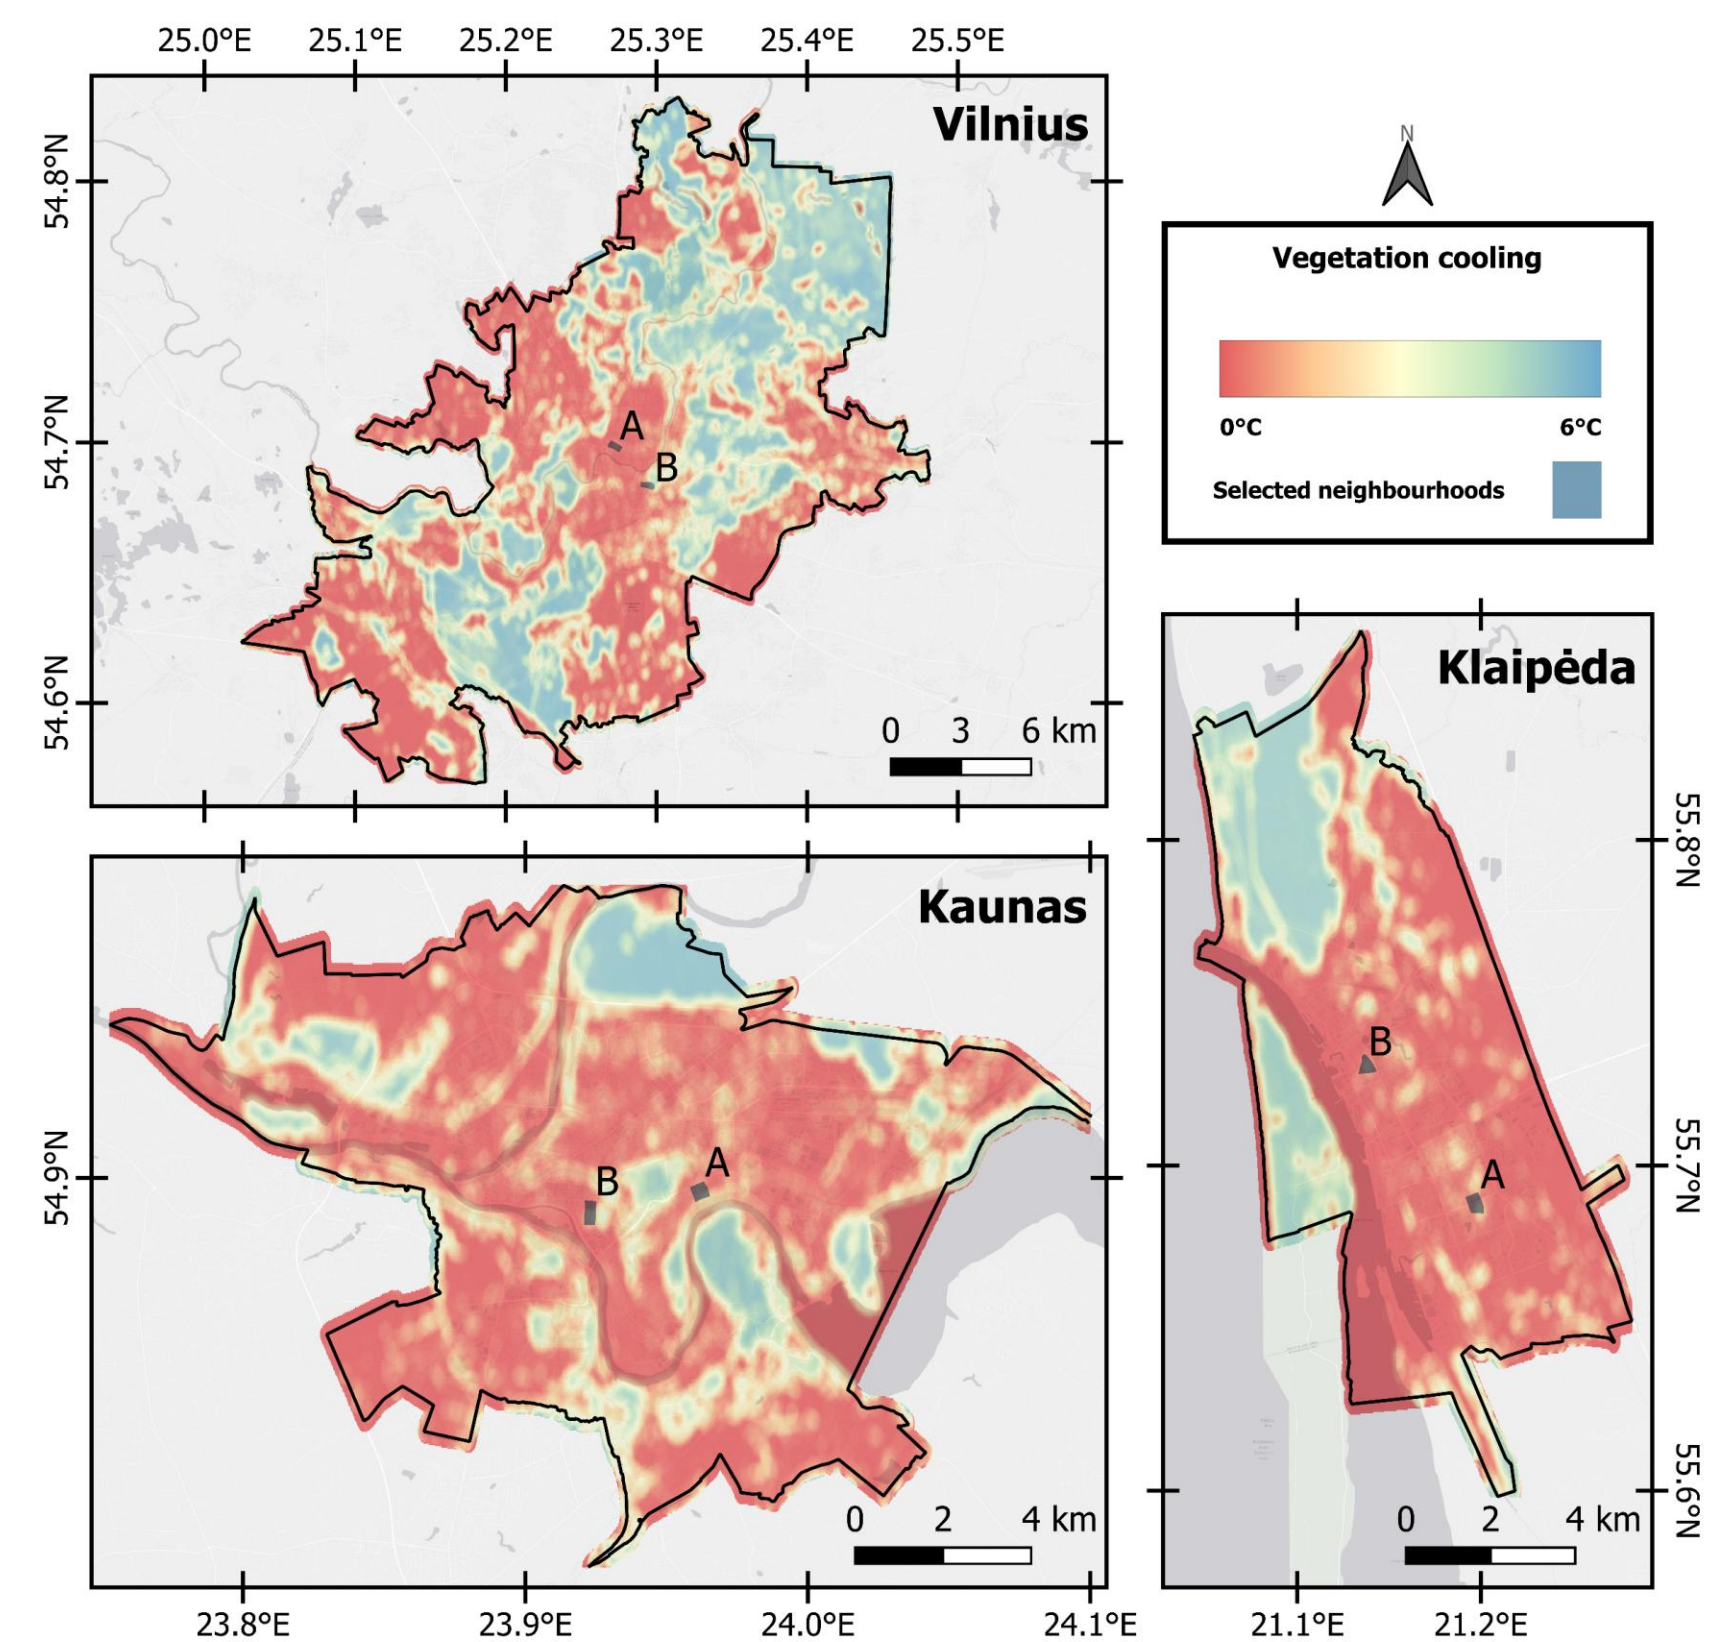 25.0°E 25.1°E 25.2°E 25.3°E 25.4°E 25.5°E
Vilnius
54.8°N
54.7°N
54.6°N
A
B
0 3 6 km
N
Vegetation cooling
0°C 6°C
Selected neighbourhoods
Kaunas
54.9°N
B
A
0 2 4 km
23.8°E 23.9°E 24.0°E 24.1°E
Klaipėda
55.8°N
55.7°N
55.6°N
B
A
0 2 4 km
21.1°E 21.2°E